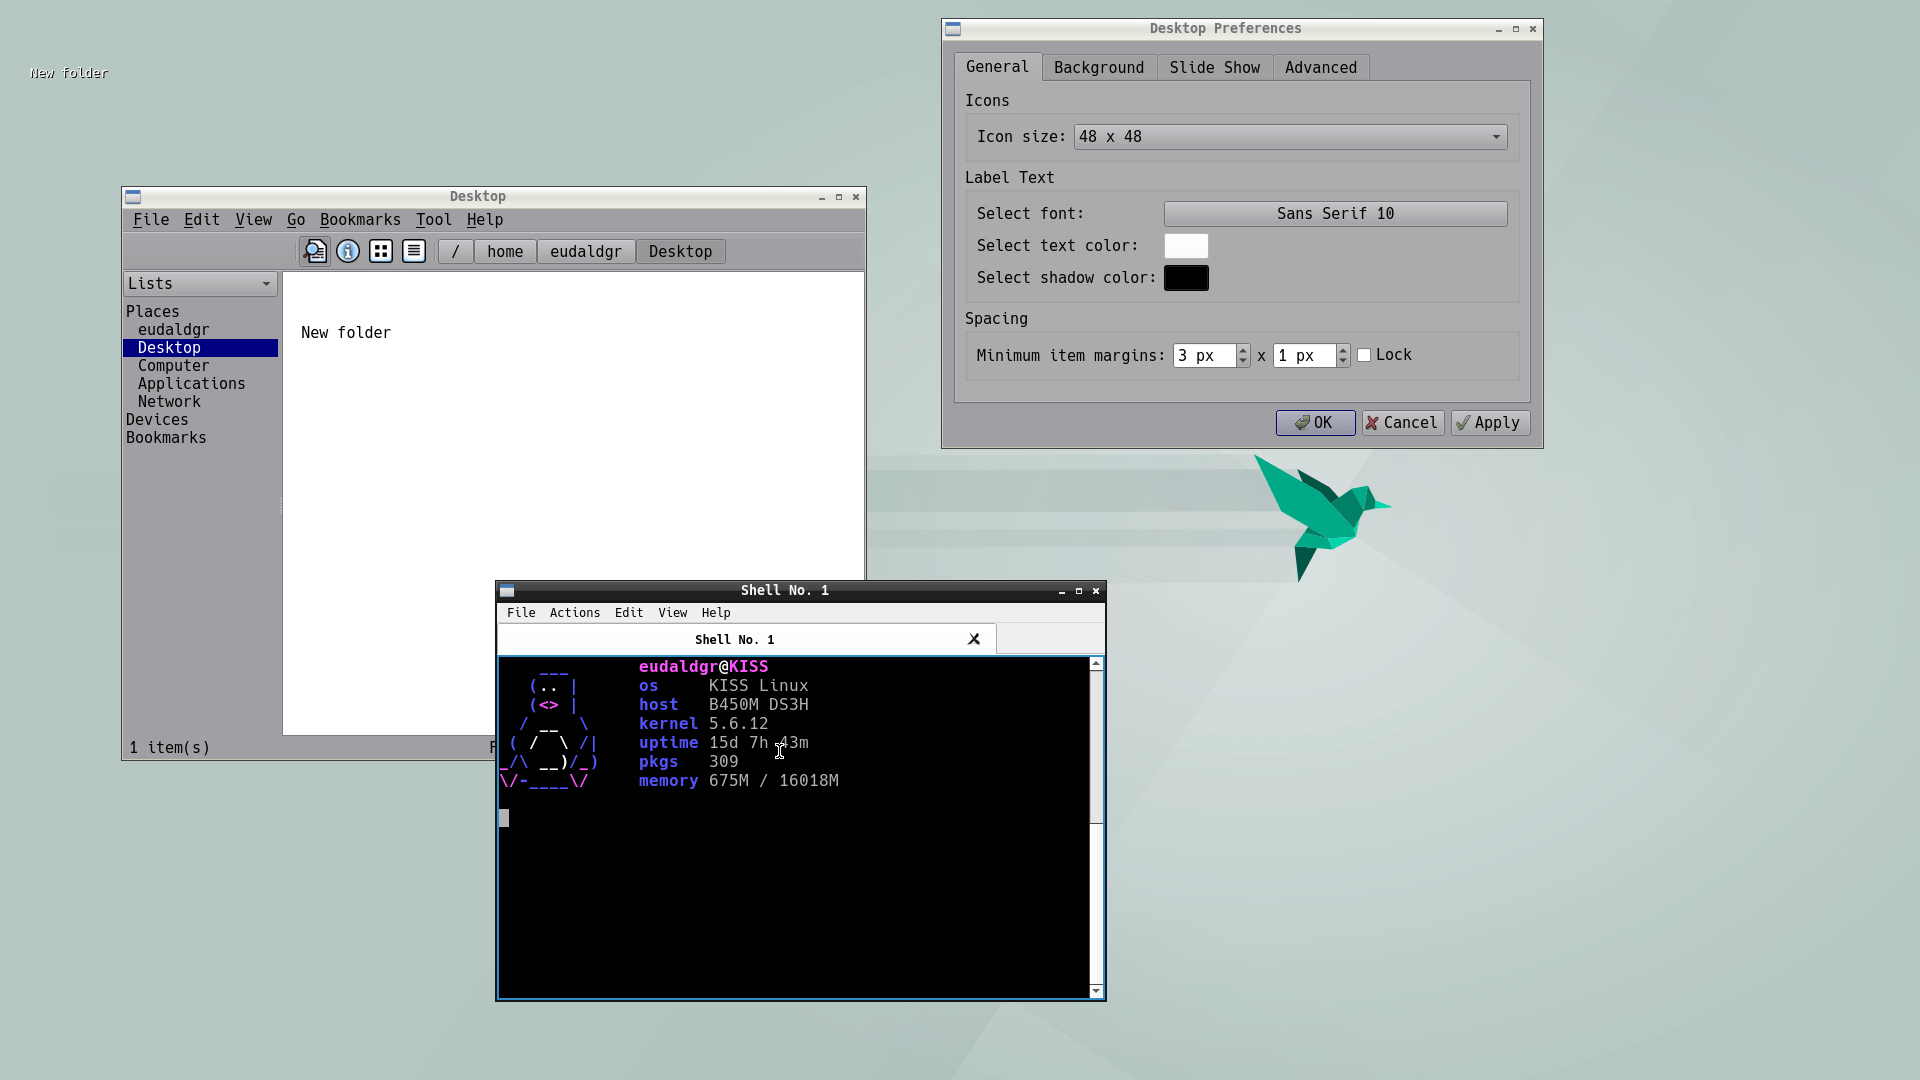 New folder
Desktop Preferences
General Background Slide Show Advanced
Icons
Icon size: 48 x 48
Label Text
Select font: Sans Serif 10
Select text color:
Select shadow color:
Spacing
Minimum item margins: 3 px x 1 px Lock
OK Cancel Apply
Desktop
File Edit View Go Bookmarks Tool Help
/ home eudaldgr Desktop
Lists
Places
eudaldgr
Desktop
Computer
Applications
Network
Devices
Bookmarks
New folder
1 item(s)
Shell No. 1
File Actions Edit View Help
Shell No. 1
eudaldgr@KISS
os KISS Linux
host B450M DS3H
kernel 5.6.12
uptime 15d 7h 43m
pkgs 309
memory 675M / 16018M